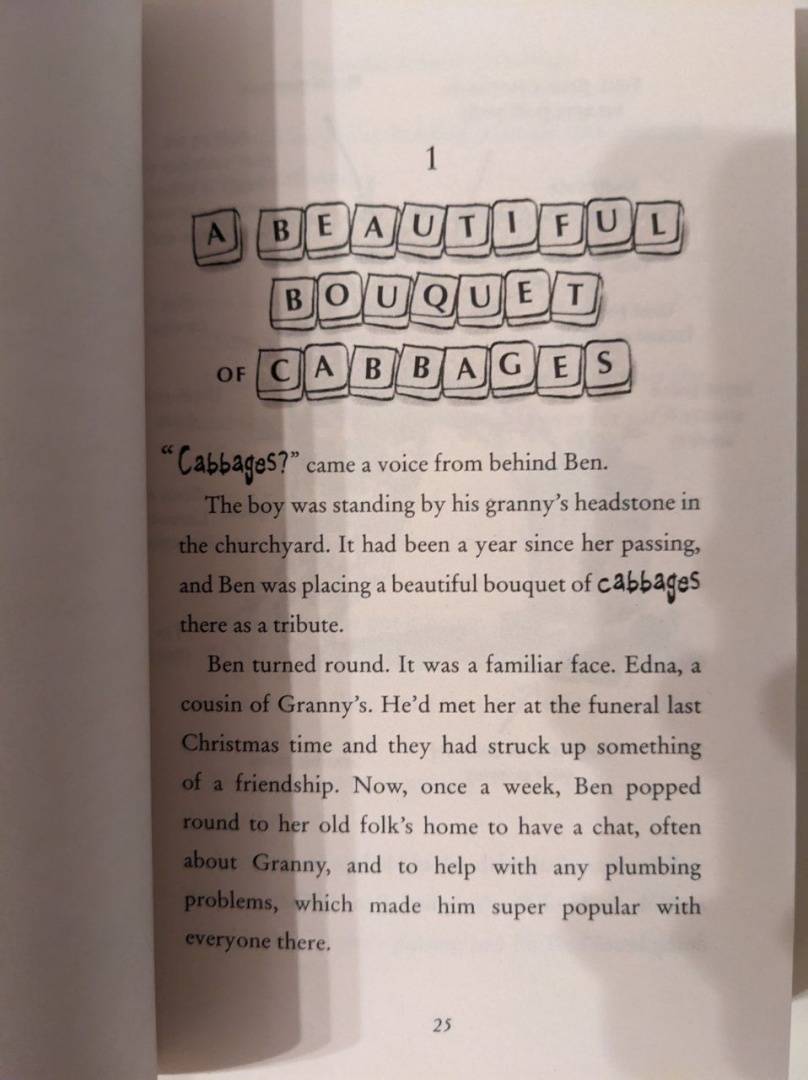 1
A BEAUTIFUL
BOUQUET
OF CABBAGES
“Cabbages?” came a voice from behind Ben.
The boy was standing by his granny’s headstone in
the churchyard. It had been a year since her passing,
and Ben was placing a beautiful bouquet of cabbages
there as a tribute.
Ben turned round. It was a familiar face. Edna, a
cousin of Granny’s. He’d met her at the funeral last
Christmas time and they had struck up something
of a friendship. Now, once a week, Ben popped
round to her old folk’s home to have a chat, often
about Granny, and to help with any plumbing
problems, which made him super popular with
everyone there.
25